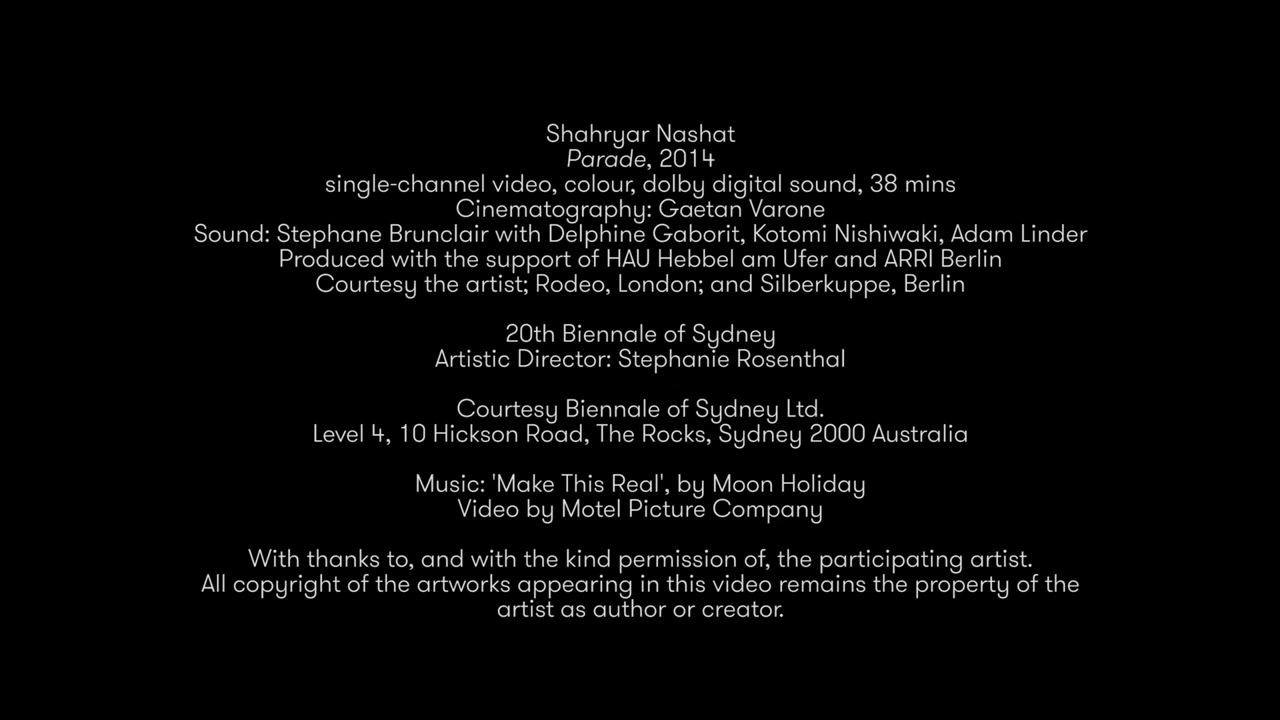 Shahryar Nashat
Parade, 2014
single-channel video, colour, dolby digital sound, 38 mins
Cinematography: Gaetan Varone
Sound: Stephane Brunclair with Delphine Gaborit, Kotomi Nishiwaki, Adam Linder
Produced with the support of HAU Hebbel am Ufer and ARRI Berlin
Courtesy the artist; Rodeo, London; and Silberkuppe, Berlin
20th Biennale of Sydney
Artistic Director: Stephanie Rosenthal
Courtesy Biennale of Sydney Ltd.
Level 4, 10 Hickson Road, The Rocks, Sydney 2000 Australia
Music: 'Make This Real', by Moon Holiday
Video by Motel Picture Company
With thanks to, and with the kind permission of, the participating artist.
All copyright of the artworks appearing in this video remains the property of the
artist as author or creator.